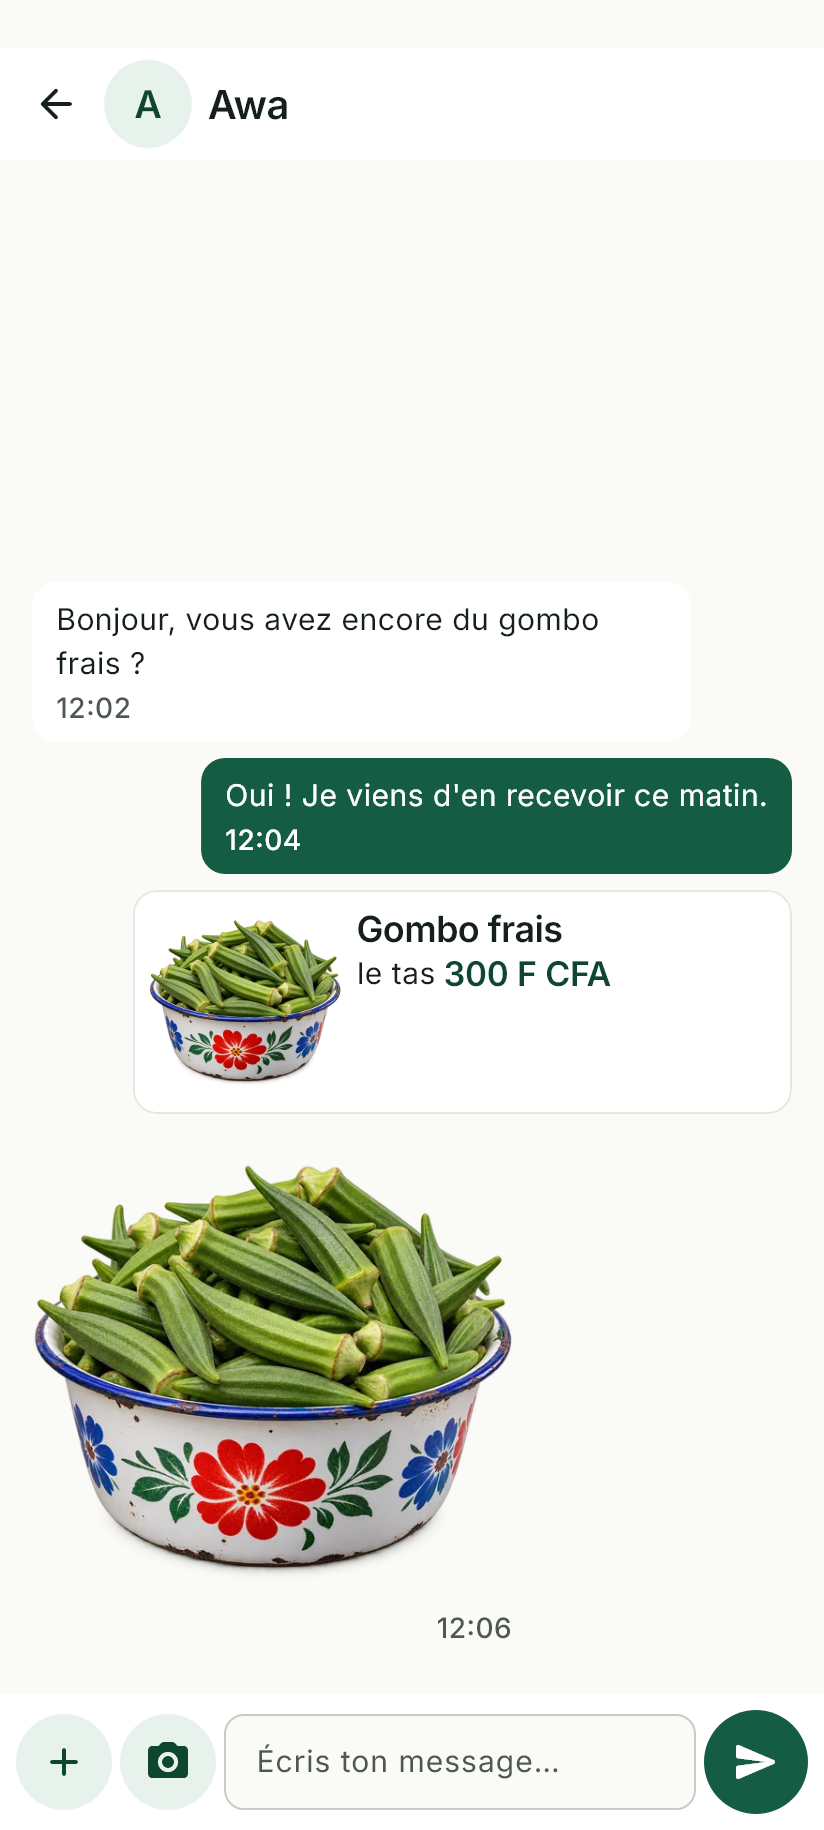 A
Awa
Bonjour, vous avez encore du gombo
frais ?
12:02
Oui ! Je viens d'en recevoir ce matin.
12:04
Gombo frais
le tas 300 F CFA
12:06
Écris ton message...